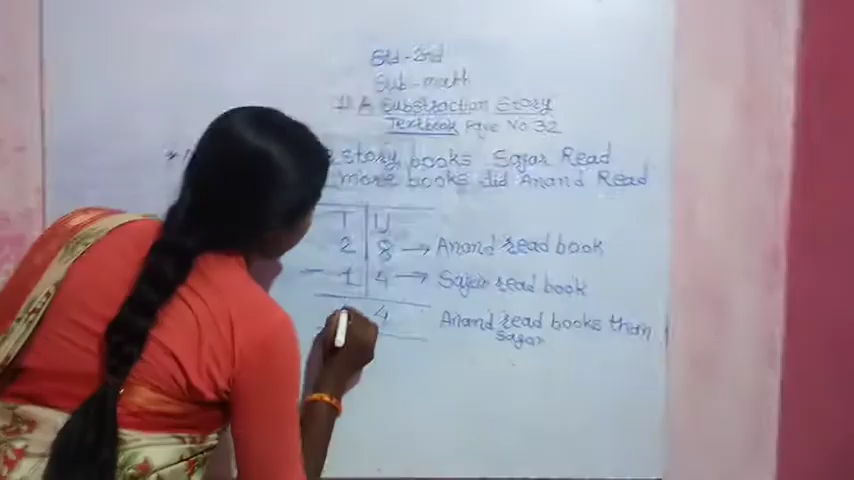 Std - 2nd
Sub - math
11 A Substraction Story
Textbook Page No. 32
story books Sagar Read
more books did Anand Read
T U
2 8 → Anand read book
- 1 4 → Sagar read book
4 Anand read books than
Sagar